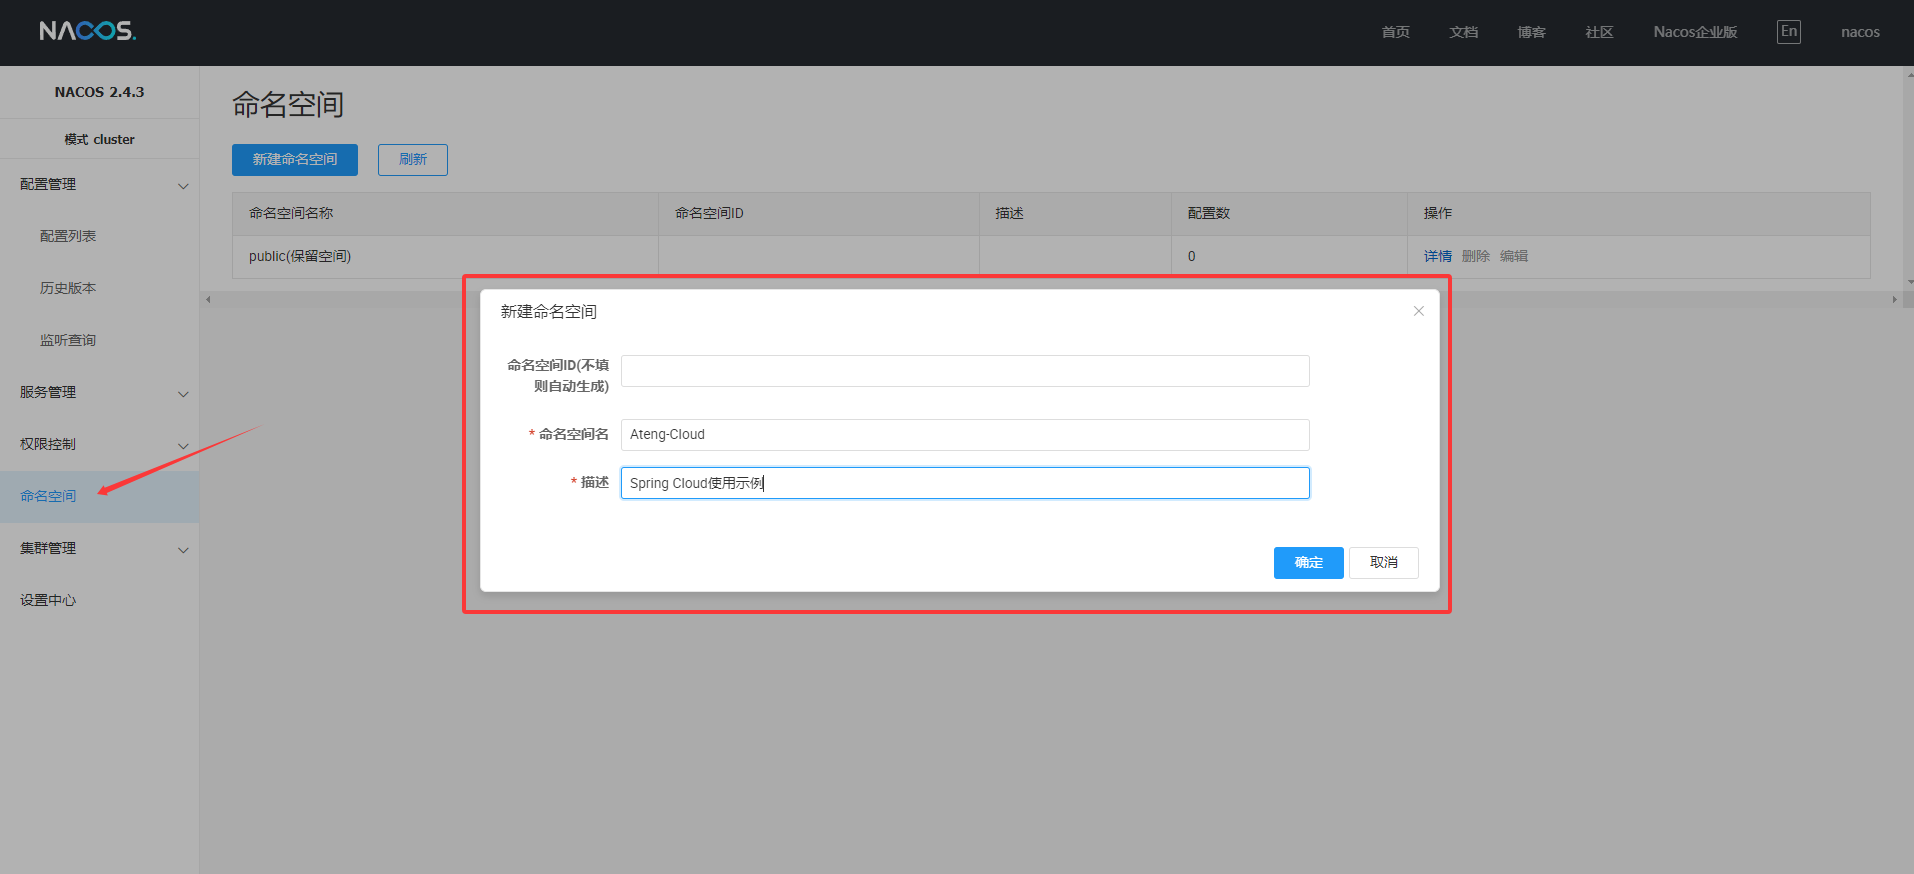 NACOS.
首页 文档 博客 社区 Nacos企业版 En nacos
NACOS 2.4.3
模式 cluster
配置管理
配置列表
历史版本
监听查询
服务管理
权限控制
命名空间
集群管理
设置中心
命名空间
新建命名空间 刷新
命名空间名称 命名空间ID 描述 配置数 操作
public(保留空间) 0 详情 删除 编辑
新建命名空间
命名空间ID(不填
则自动生成)
* 命名空间名 Ateng-Cloud
* 描述 Spring Cloud使用示例
确定 取消